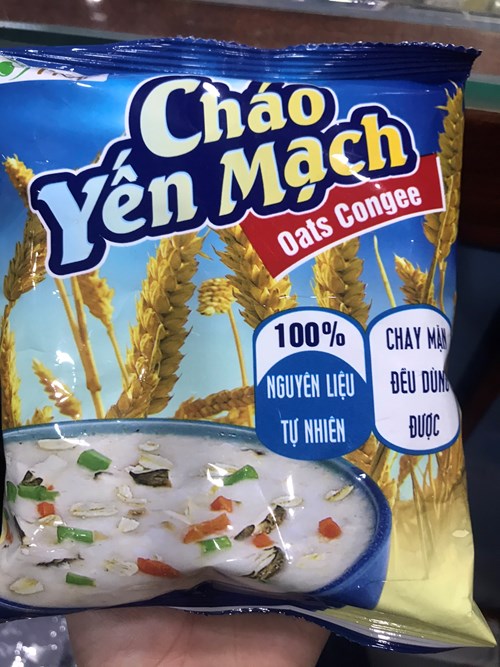 Cháo
Yến Mạch
Oats Congee
100%
NGUYÊN LIỆU
TỰ NHIÊN
CHAY MẶN
ĐỀU DÙNG
ĐƯỢC